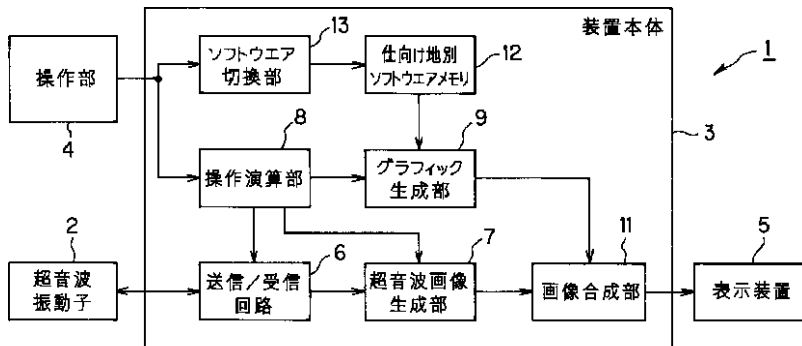 装置本体
1
操作部
4
ソフトウエア
切換部
13
仕向け地別
ソフトウエアメモリ
12
3
操作演算部
8
グラフィック
生成部
9
超音波
振動子
2
送信/受信
回路
6
超音波画像
生成部
7
画像合成部
11
表示装置
5